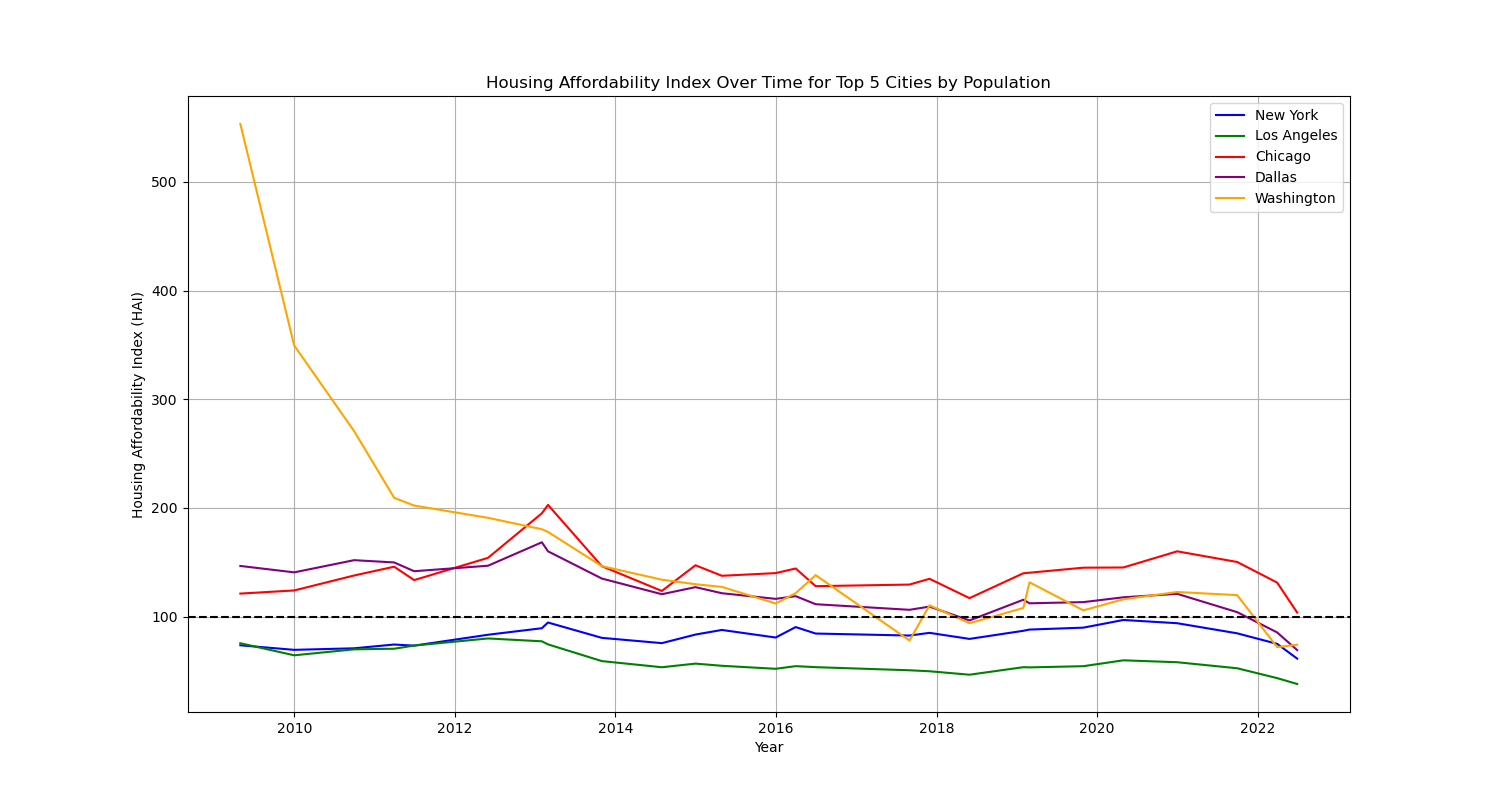 Housing Affordability Index Over Time for Top 5 Cities by Population
New York
Los Angeles
Chicago
Dallas
Washington
Housing Affordability Index (HAI)
500
400
300
200
100
2010 2012 2014 2016 2018 2020 2022
Year